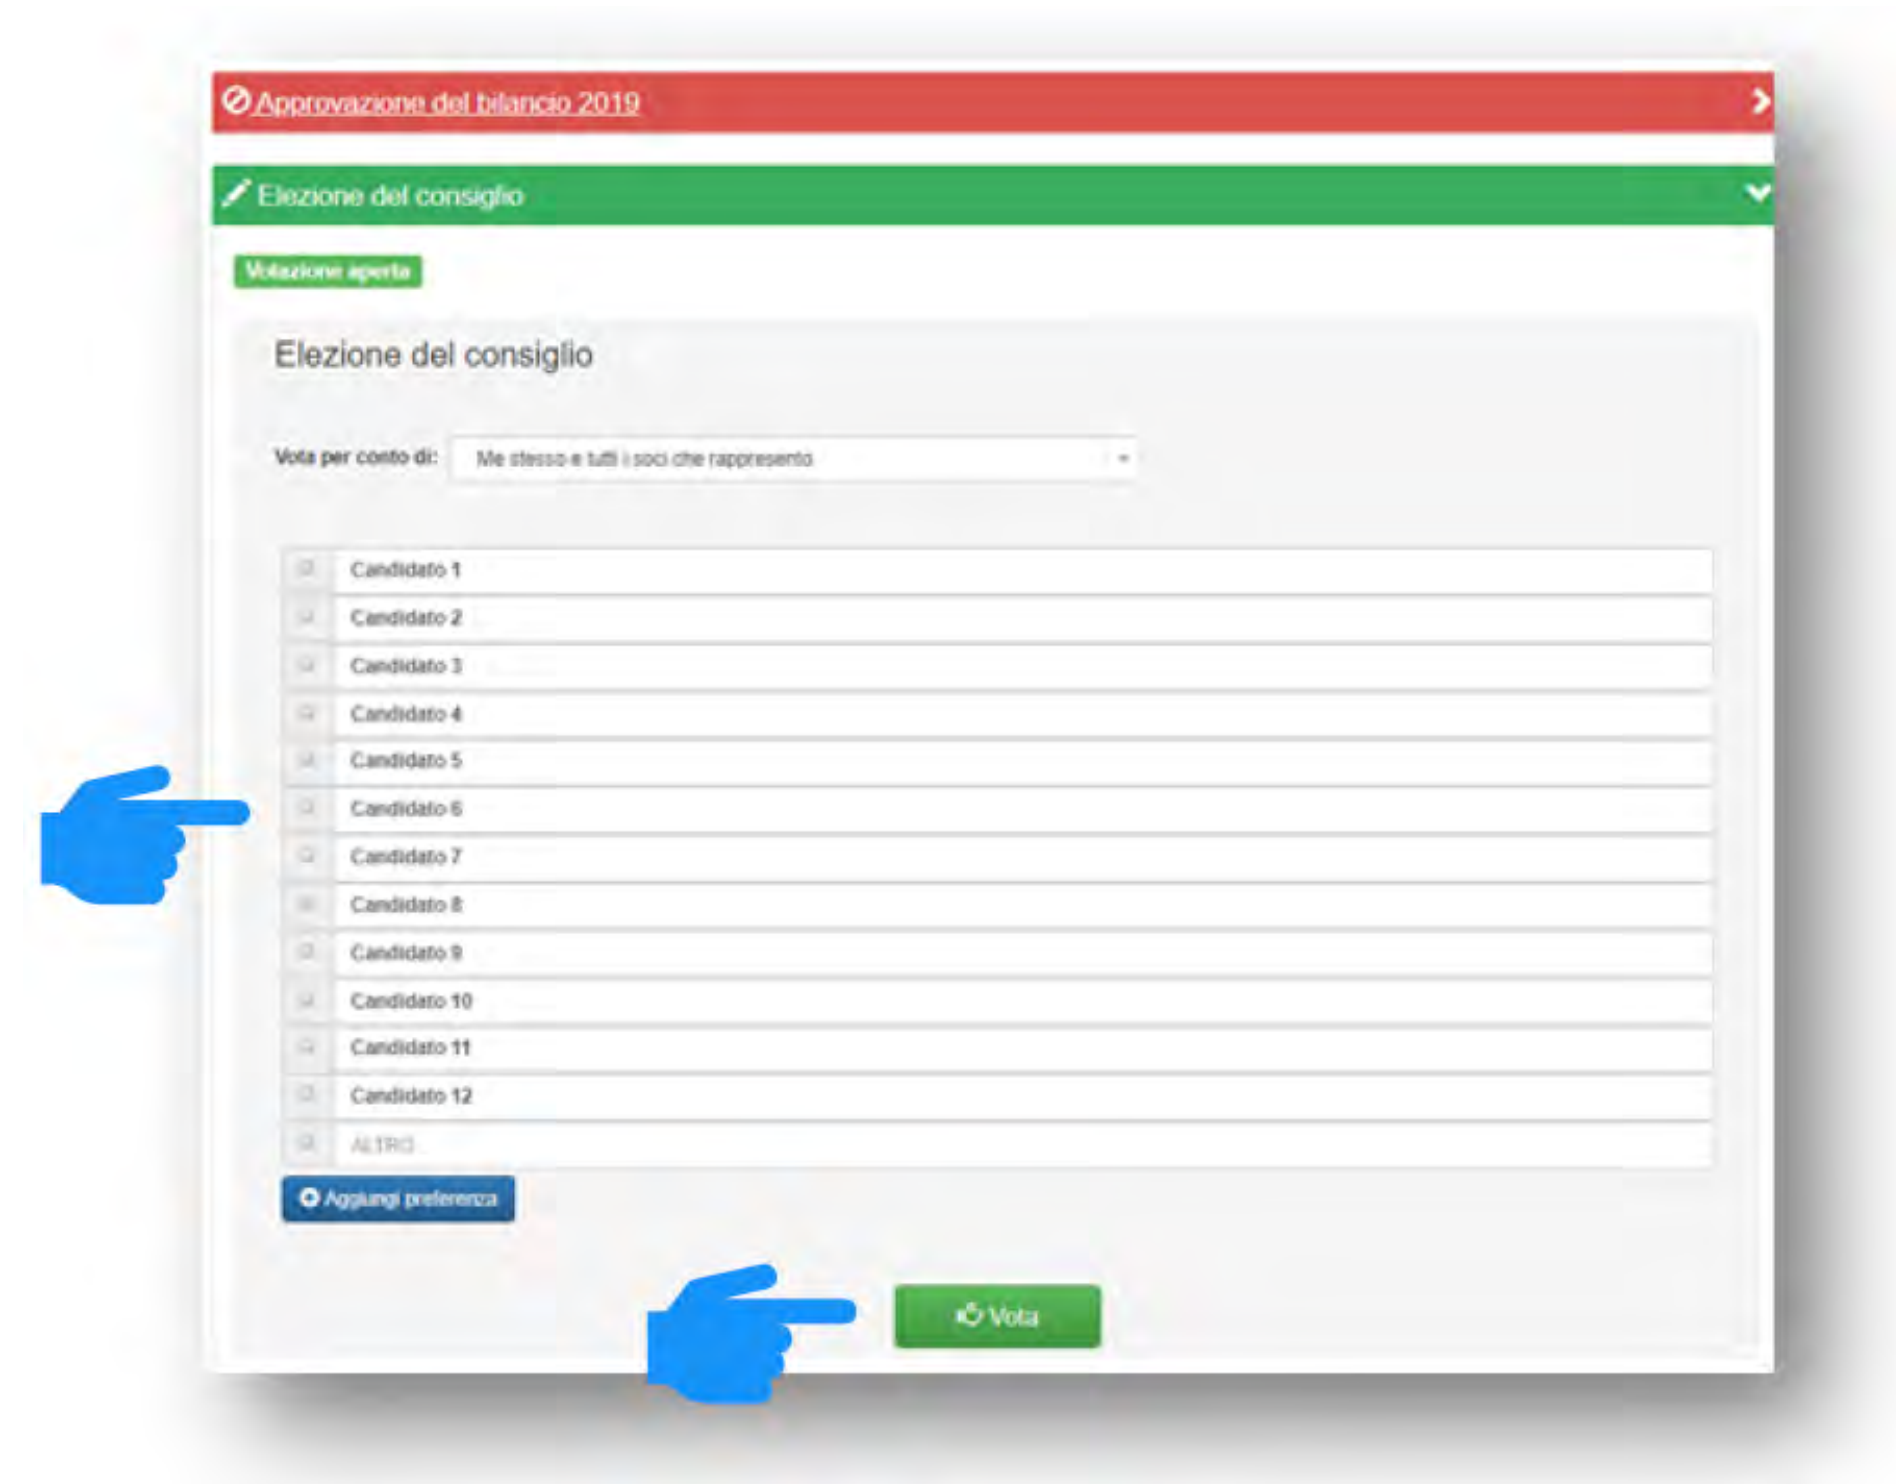 Approvazione del bilancio 2019
Elezione del consiglio
Votazione aperta
Elezione del consiglio
Vota per conto di: Me stesso e tutti i soci che rappresento
Candidato 1
Candidato 2
Candidato 3
Candidato 4
Candidato 5
Candidato 6
Candidato 7
Candidato 8
Candidato 9
Candidato 10
Candidato 11
Candidato 12
ALTRO
Aggiungi preferenza
Vota